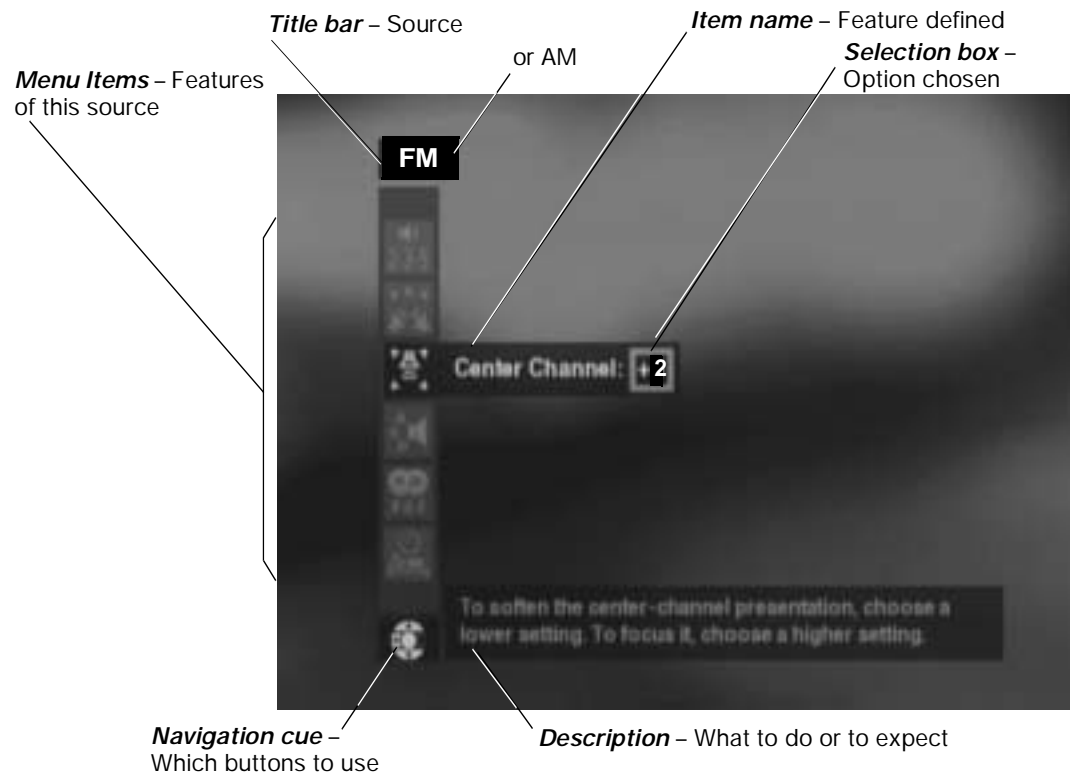 Title bar – Source
Item name – Feature defined
or AM
Selection box –
Option chosen
Menu Items – Features
of this source
FM
Center Channel: +2
To soften the center-channel presentation, choose a
lower setting. To focus it, choose a higher setting.
Navigation cue –
Which buttons to use
Description – What to do or to expect